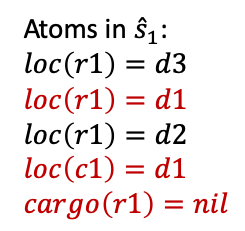 Atoms in ŝ₁:
loc(r1) = d3
loc(r1) = d1
loc(r1) = d2
loc(c1) = d1
cargo(r1) = nil